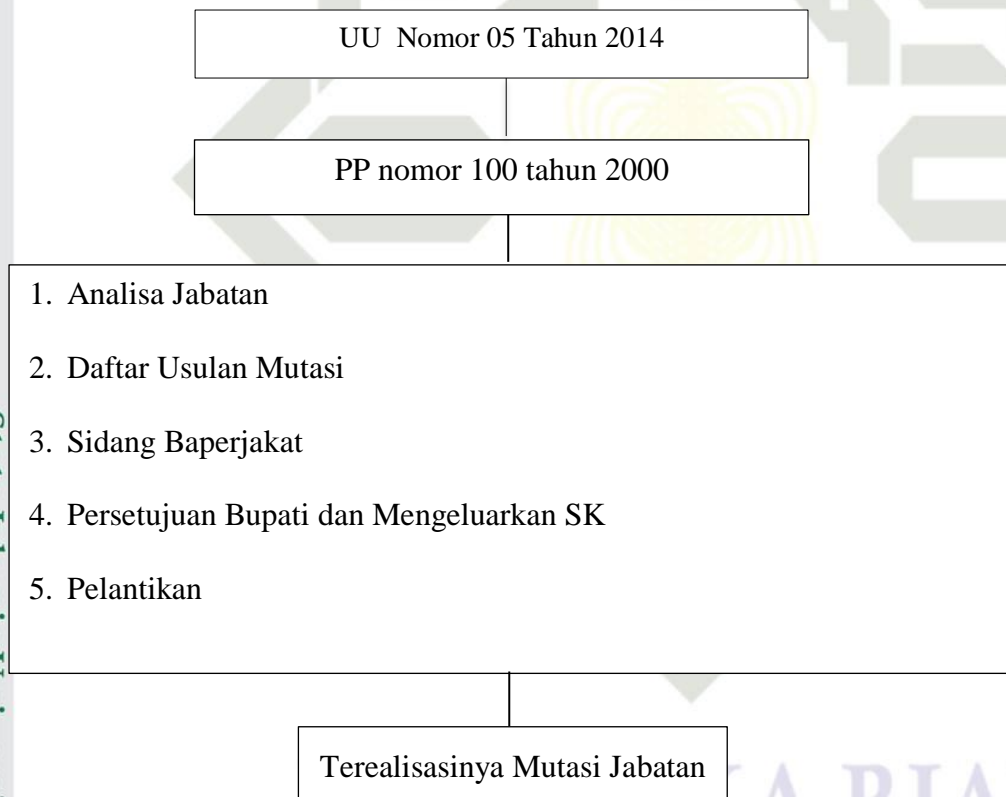 UU Nomor 05 Tahun 2014
PP nomor 100 tahun 2000
1. Analisa Jabatan
2. Daftar Usulan Mutasi
3. Sidang Baperjakat
4. Persetujuan Bupati dan Mengeluarkan SK
5. Pelantikan
Terealisasinya Mutasi Jabatan